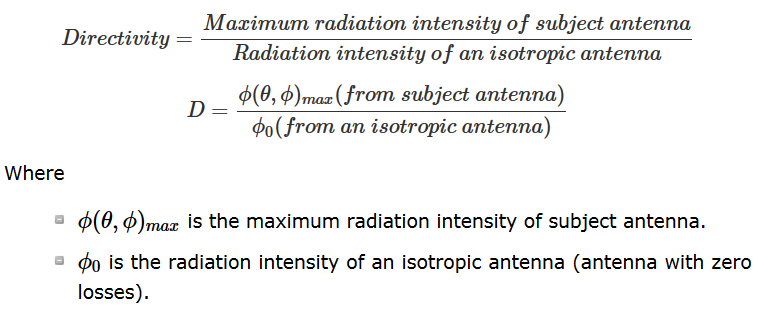 Directivity = Maximum radiation intensity of subject antenna / Radiation intensity of an isotropic antenna
D = ϕ(θ, ϕ)max(from subject antenna) / ϕ0(from an isotropic antenna)
Where
ϕ(θ, ϕ)max is the maximum radiation intensity of subject antenna.
ϕ0 is the radiation intensity of an isotropic antenna (antenna with zero
losses).